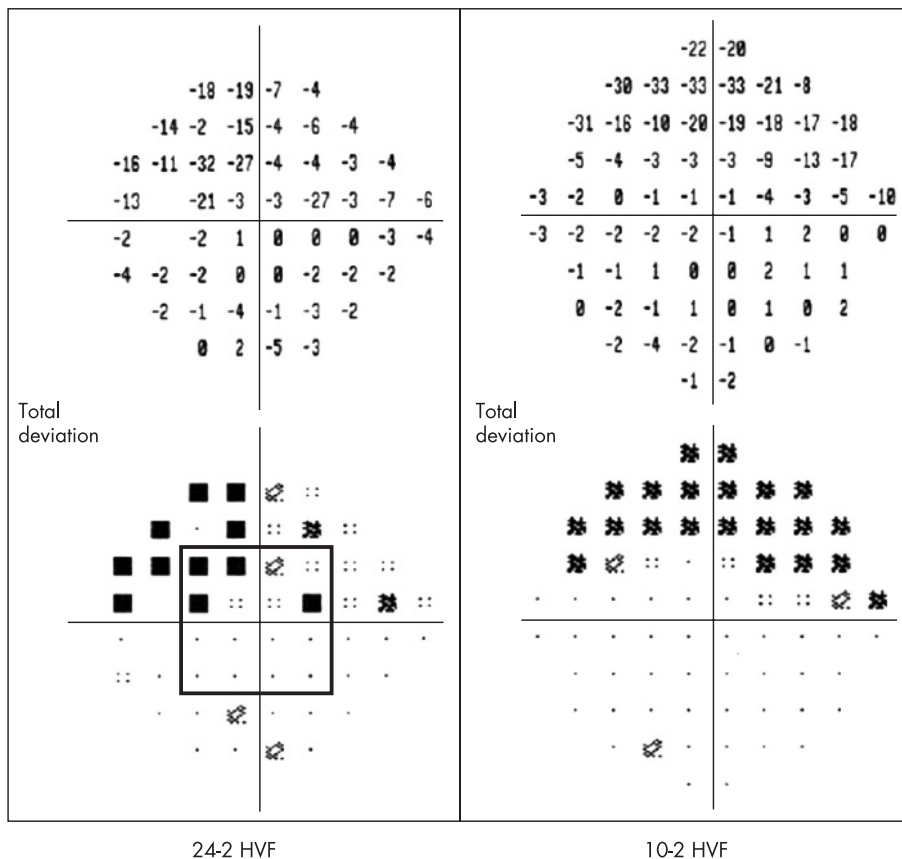 -18 -19 -7 -4
-14 -2 -15 -4 -6 -4
-16 -11 -32 -27 -4 -4 -3 -4
-13 -21 -3 -3 -27 -3 -7 -6
-2 -2 1 0 0 0 -3 -4
-4 -2 -2 0 0 -2 -2 -2
-2 -1 -4 -1 -3 -2
0 2 -5 -3
Total
deviation
24-2 HVF
-22 -20
-30 -33 -33 -33 -21 -8
-31 -16 -10 -20 -19 -18 -17 -18
-5 -4 -3 -3 -3 -9 -13 -17
-3 -2 0 -1 -1 -1 -4 -3 -5 -10
-3 -2 -2 -2 -2 -1 1 2 0 0
-1 -1 1 0 0 2 1 1
0 -2 -1 1 0 1 0 2
-2 -4 -2 -1 0 -1
-1 -2
Total
deviation
10-2 HVF